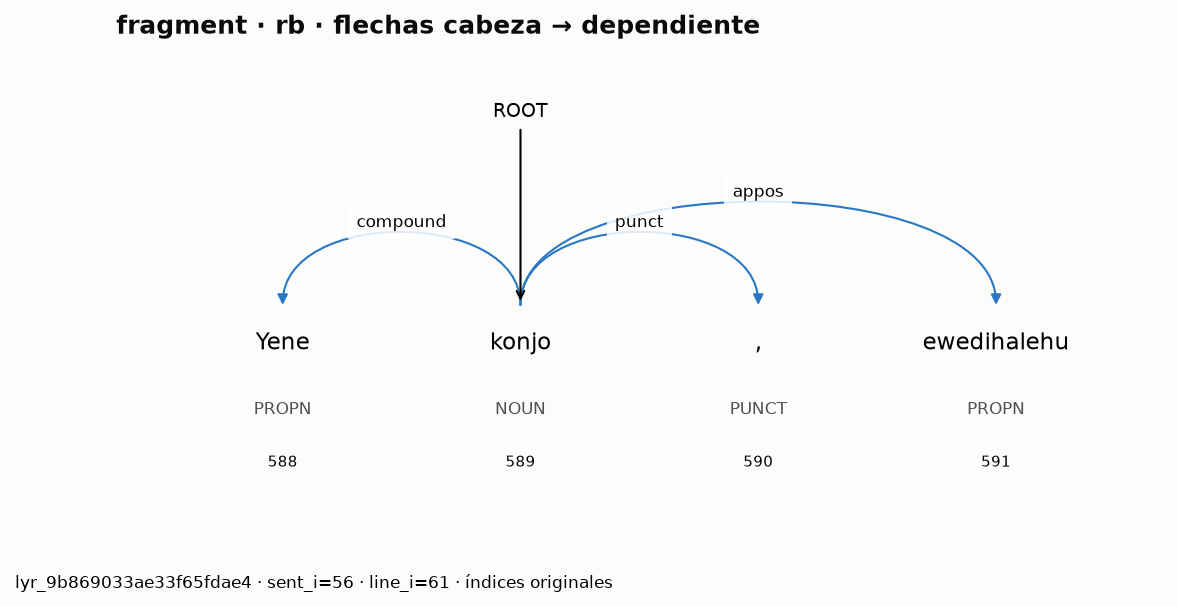 fragment · rb · flechas cabeza → dependiente
ROOT
appos
compound punct
Yene konjo , ewedihalehu
PROPN NOUN PUNCT PROPN
588 589 590 591
lyr_9b869033ae33f65fdae4 · sent_i=56 · line_i=61 · índices originales